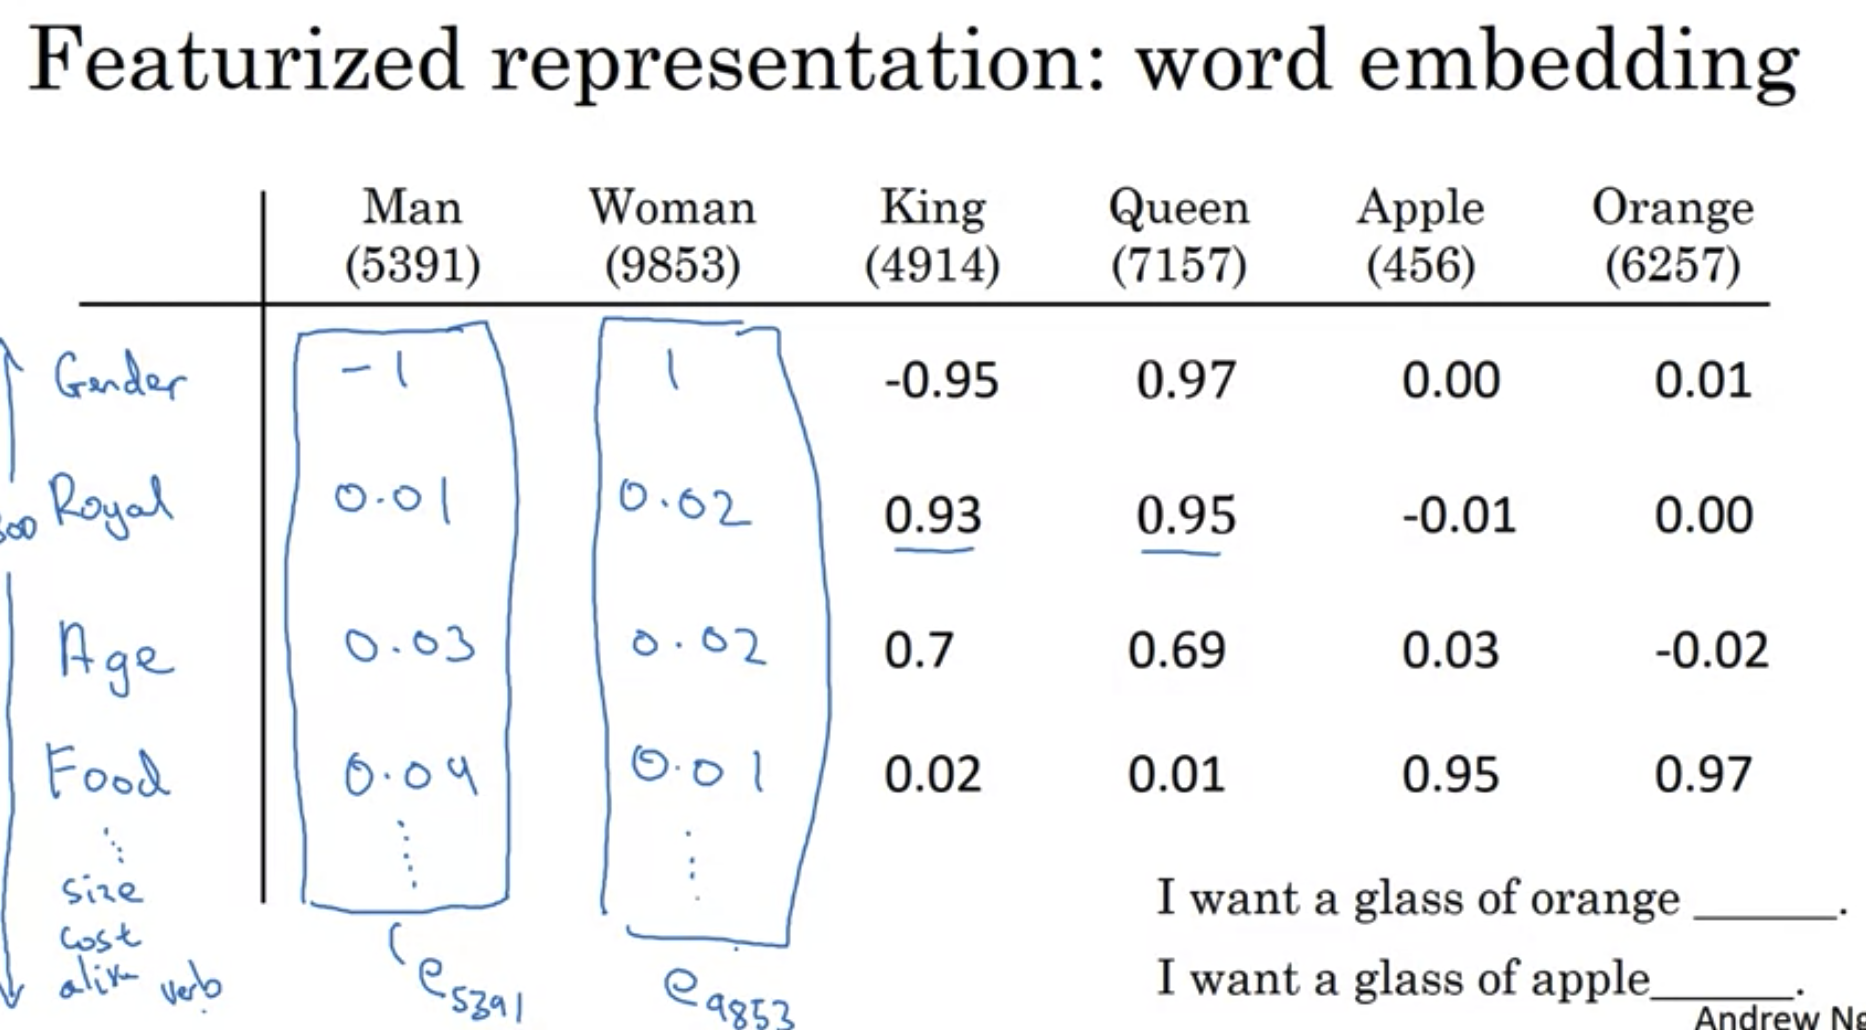 Featurized representation: word embedding
Man Woman King Queen Apple Orange
(5391) (9853) (4914) (7157) (456) (6257)
Gender -1 1 -0.95 0.97 0.00 0.01
Royal 0.01 0.02 0.93 0.95 -0.01 0.00
Age 0.03 0.02 0.7 0.69 0.03 -0.02
Food 0.04 0.01 0.02 0.01 0.95 0.97
size
cost
alive verb
e5391 e9853
I want a glass of orange ______.
I want a glass of apple______.
Andrew Ng